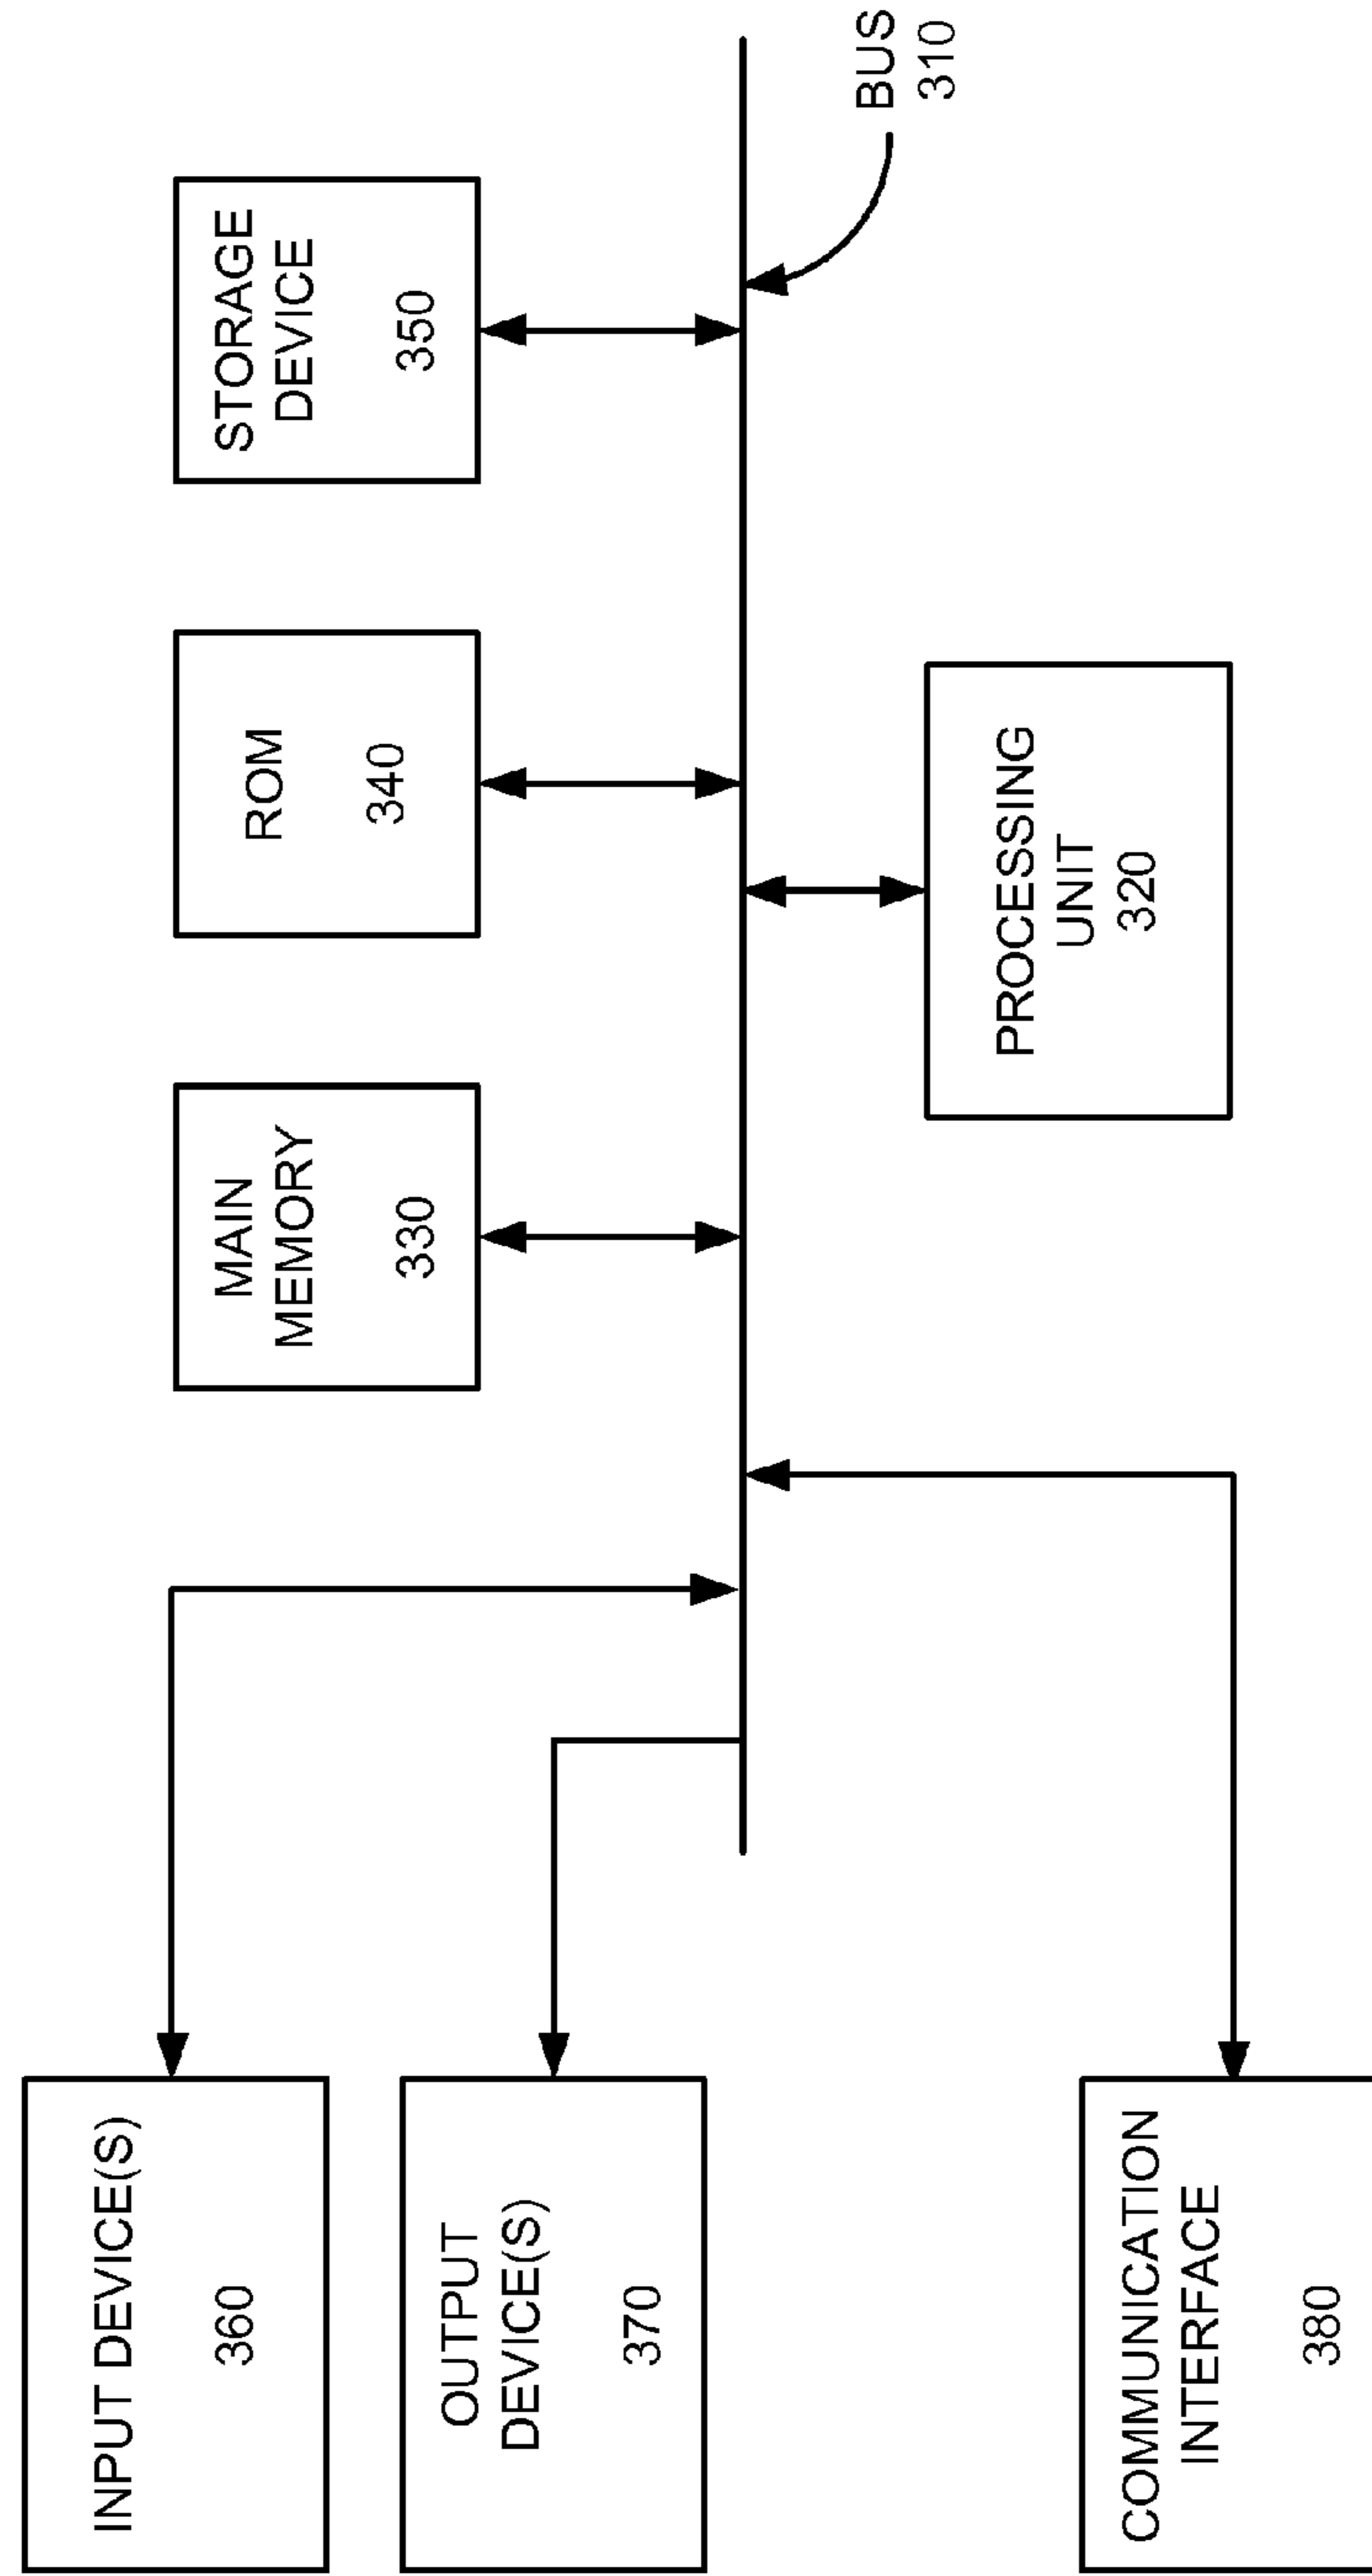 INPUT DEVICE(S)
360
OUTPUT
DEVICE(S)
370
COMMUNICATION
INTERFACE
380
MAIN
MEMORY
330
ROM
340
STORAGE
DEVICE
350
PROCESSING
UNIT
320
BUS
310